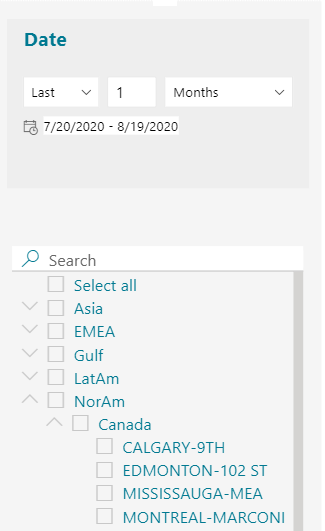 Date
Last 1 Months
7/20/2020 - 8/19/2020
Search
Select all
Asia
EMEA
Gulf
LatAm
NorAm
Canada
CALGARY-9TH
EDMONTON-102 ST
MISSISSAUGA-MEA
MONTREAL-MARCONI